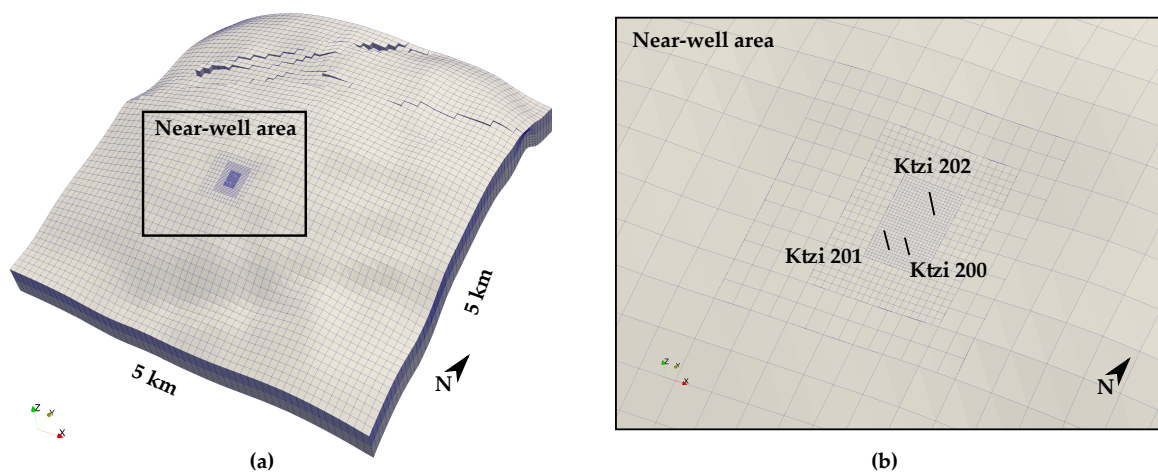 Near-well area
5 km
5 km
N
Z
Y
X
(a)
Near-well area
Ktzi 202
Ktzi 201
Ktzi 200
N
Z
Y
X
(b)